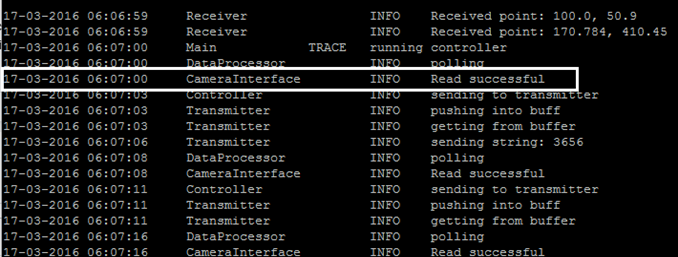 17-03-2016 06:06:59 Receiver INFO Received point: 100.0, 50.9
17-03-2016 06:06:59 Receiver INFO Received point: 170.784, 410.45
17-03-2016 06:07:00 Main TRACE running controller
17-03-2016 06:07:00 DataProcessor INFO polling
17-03-2016 06:07:00 CameraInterface INFO Read successful
17-03-2016 06:07:03 Controller INFO sending to transmitter
17-03-2016 06:07:03 Transmitter INFO pushing into buff
17-03-2016 06:07:03 Transmitter INFO getting from buffer
17-03-2016 06:07:06 Transmitter INFO sending string: 3656
17-03-2016 06:07:08 DataProcessor INFO polling
17-03-2016 06:07:08 CameraInterface INFO Read successful
17-03-2016 06:07:11 Controller INFO sending to transmitter
17-03-2016 06:07:11 Transmitter INFO pushing into buff
17-03-2016 06:07:11 Transmitter INFO getting from buffer
17-03-2016 06:07:16 DataProcessor INFO polling
17-03-2016 06:07:16 CameraInterface INFO Read successful